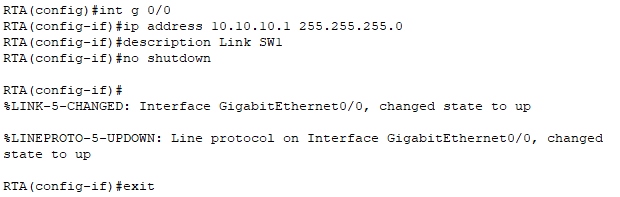 RTA(config)#int g 0/0
RTA(config-if)#ip address 10.10.10.1 255.255.255.0
RTA(config-if)#description Link SW1
RTA(config-if)#no shutdown
RTA(config-if)#
%LINK-5-CHANGED: Interface GigabitEthernet0/0, changed state to up
%LINEPROTO-5-UPDOWN: Line protocol on Interface GigabitEthernet0/0, changed
state to up
RTA(config-if)#exit